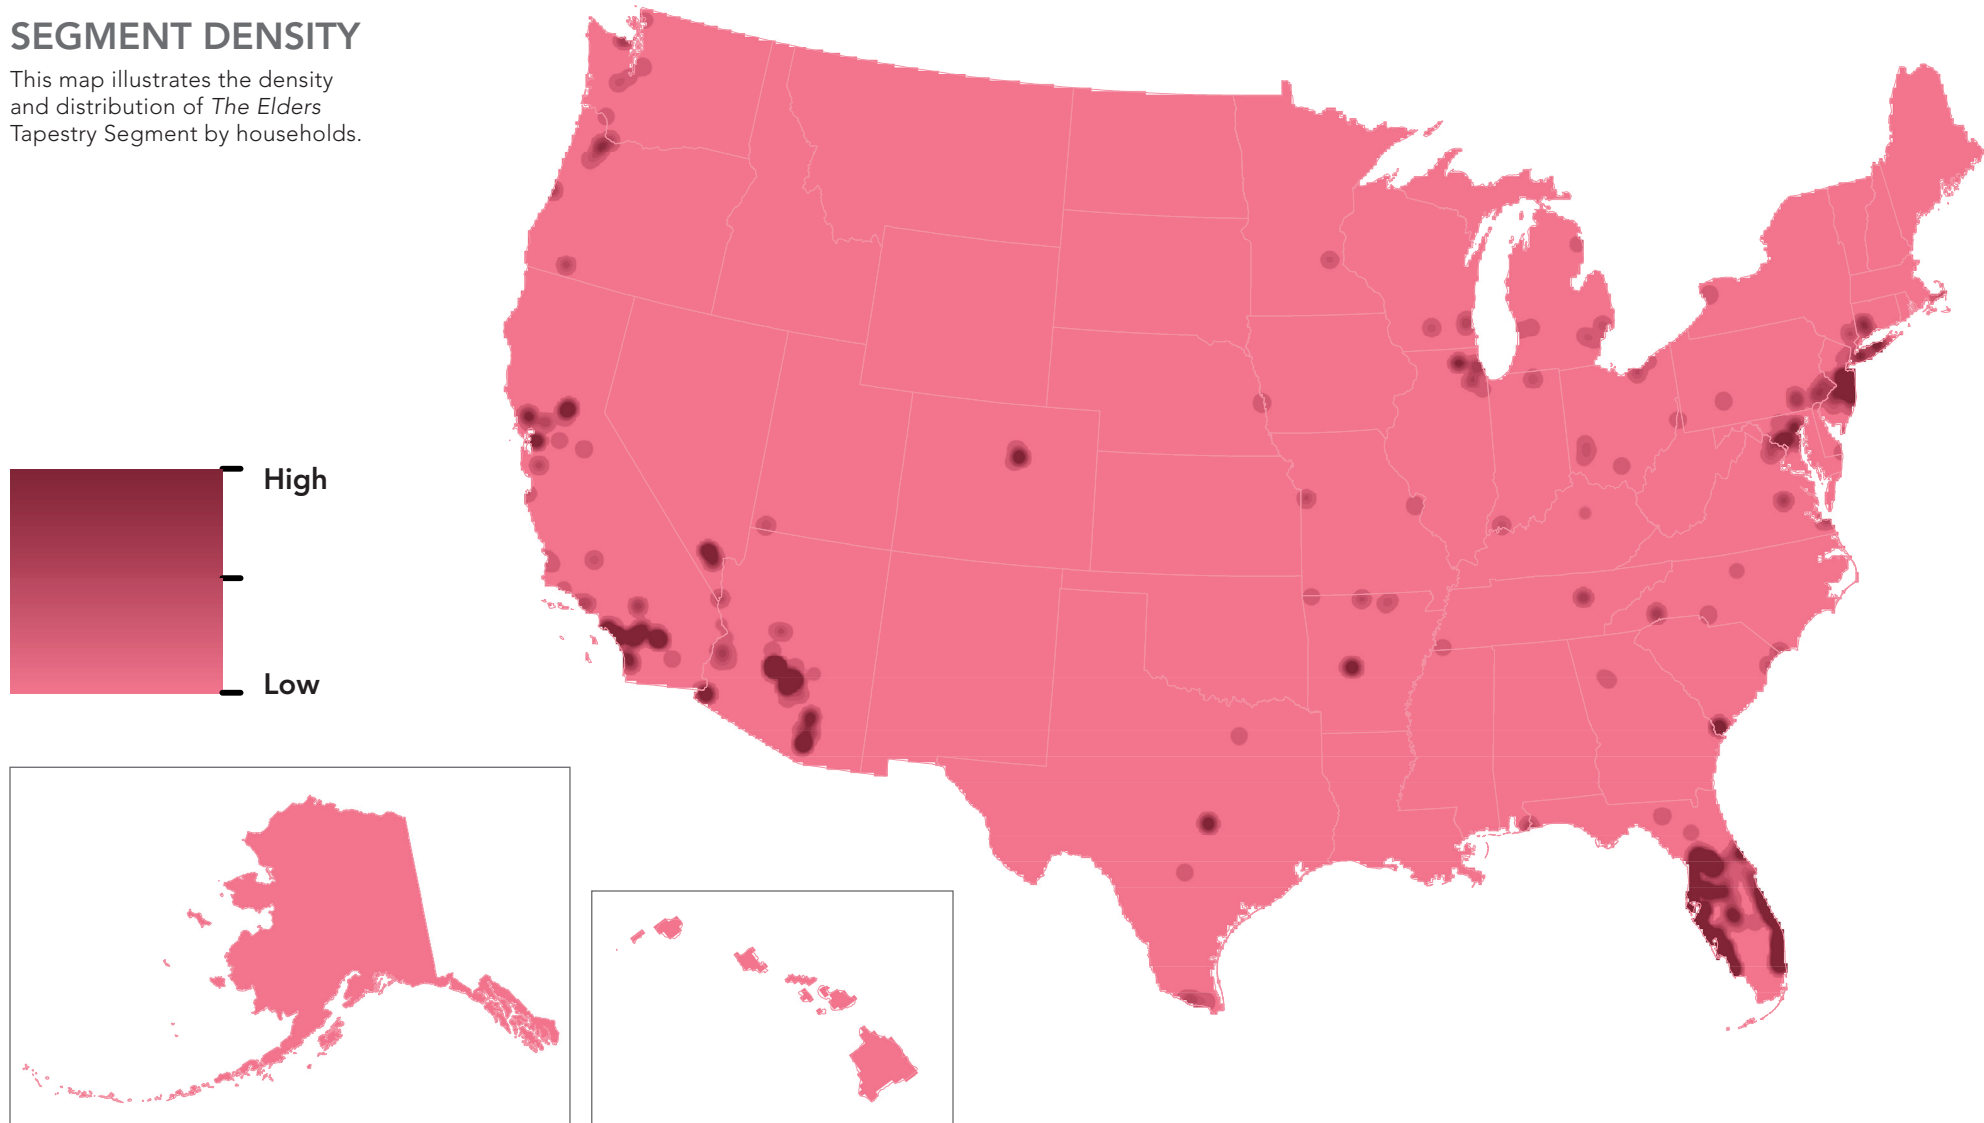 SEGMENT DENSITY
This map illustrates the density
and distribution of The Elders
Tapestry Segment by households.
High
Low